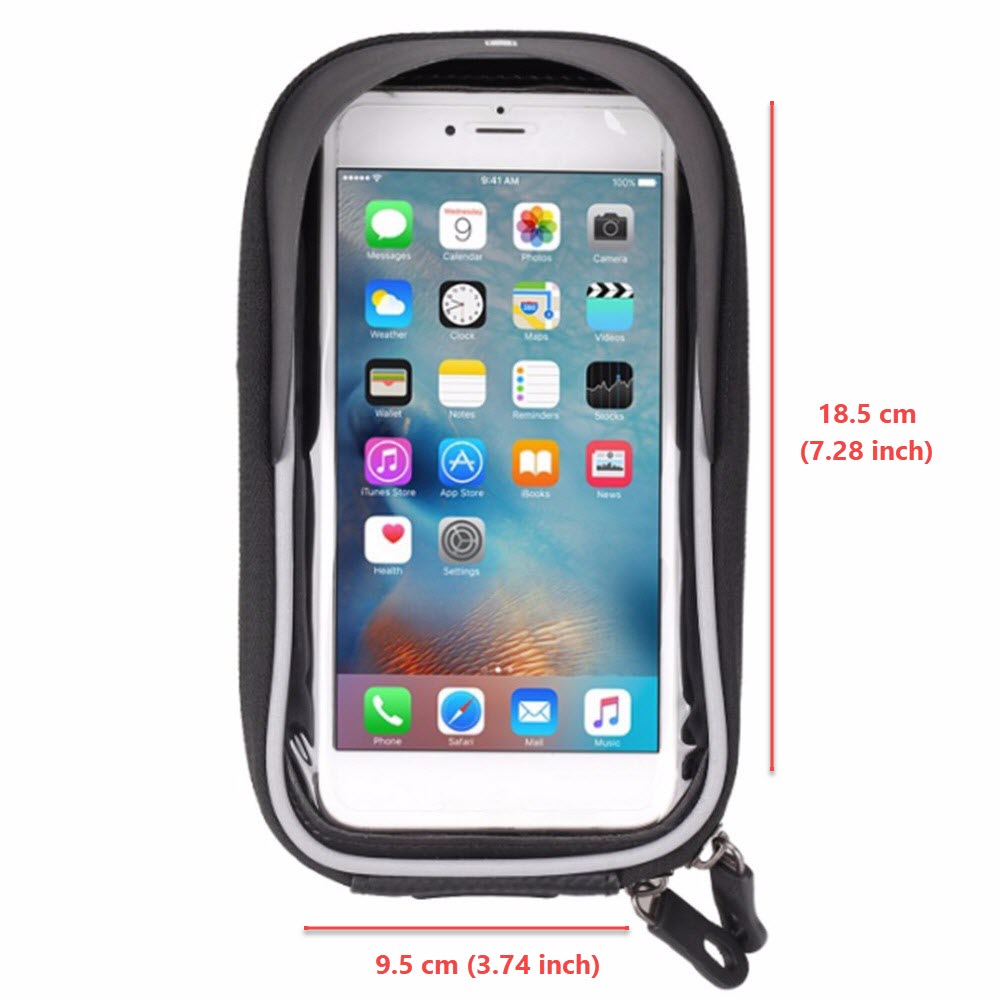 9:41 AM
100%
Messages
Wednesday
9
Calendar
Photos
Camera
Weather
Clock
280
Maps
Videos
Wallet
Notes
Reminders
Stocks
iTunes Store
App Store
iBooks
News
Health
Settings
Phone
Safari
Mail
Music
18.5 cm
(7.28 inch)
9.5 cm (3.74 inch)